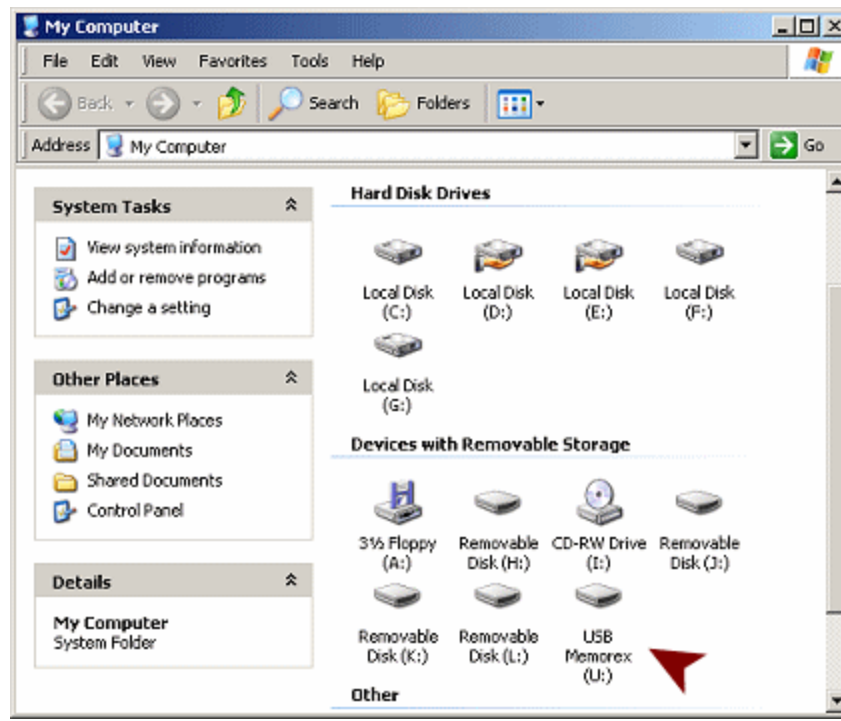 My Computer
File Edit View Favorites Tools Help
Back Search Folders
Address My Computer Go
System Tasks
View system information
Add or remove programs
Change a setting
Other Places
My Network Places
My Documents
Shared Documents
Control Panel
Details
My Computer
System Folder
Hard Disk Drives
Local Disk Local Disk Local Disk Local Disk
(C:) (D:) (E:) (F:)
Local Disk
(G:)
Devices with Removable Storage
3½ Floppy Removable CD-RW Drive Removable
(A:) Disk (H:) (I:) Disk (J:)
Removable Removable USB
Disk (K:) Disk (L:) Memorex
(U:)
Other